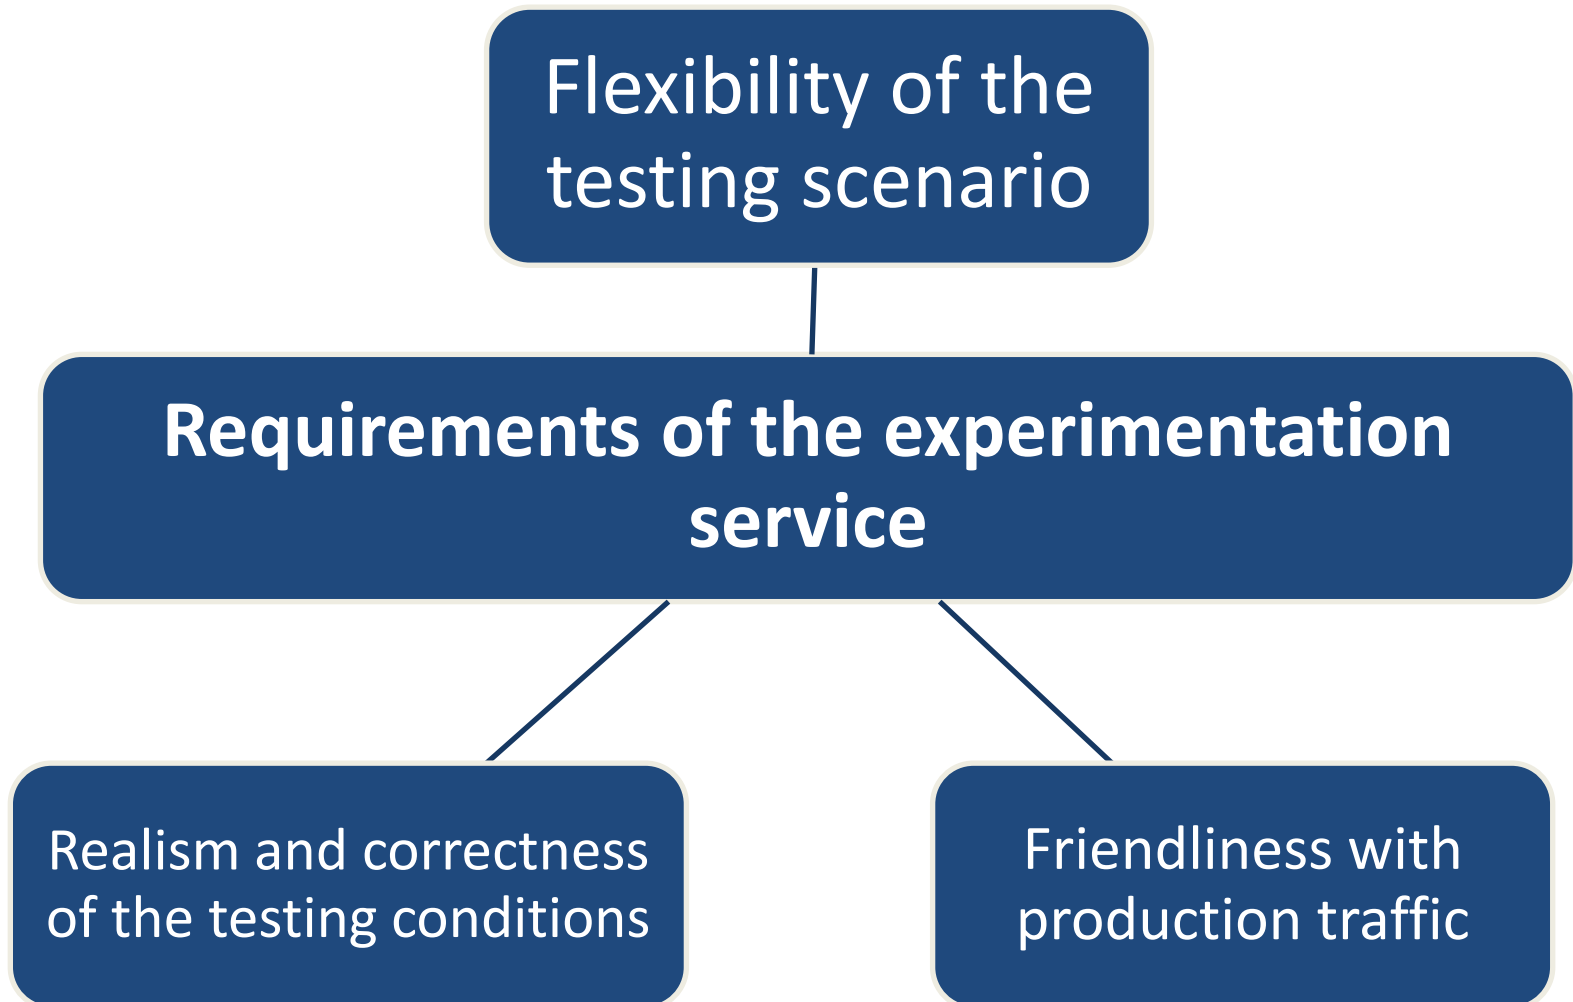 Flexibility of the
testing scenario
Requirements of the experimentation
service
Realism and correctness
of the testing conditions
Friendliness with
production traffic